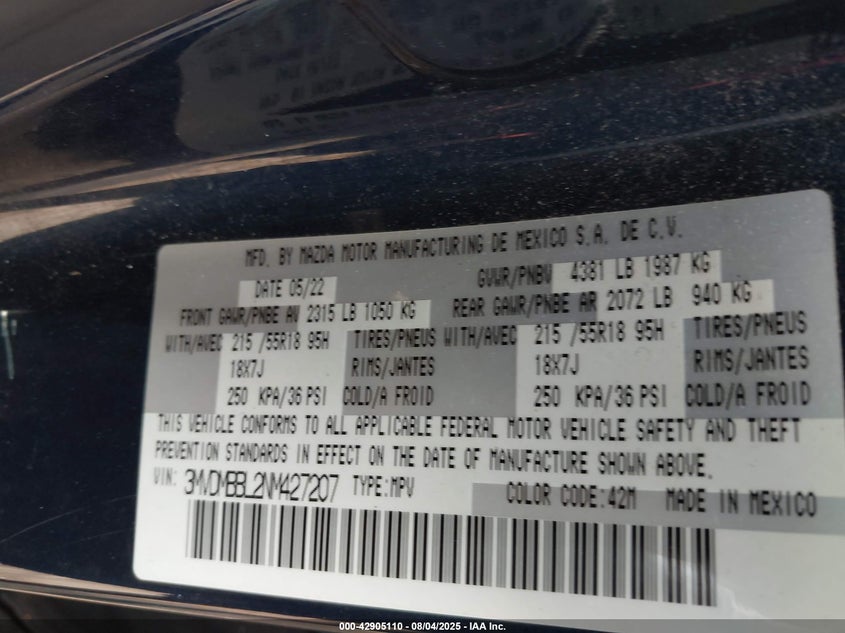 MFD. BY MAZDA MOTOR MANUFACTURING DE MEXICO S.A. DE C.V.
DATE 05/22 GVWR/PNBV 4381 LB 1987 KG
FRONT GAWR/PNBE AV 2315 LB 1050 KG REAR GAWR/PNBE AR 2072 LB 940 KG
WITH/AVEC 215 /55R18 95H TIRES/PNEUS WITH/AVEC 215 /55R18 95H TIRES/PNEUS
18X7J RIMS/JANTES 18X7J RIMS/JANTES
250 KPA/36 PSI COLD/A FROID 250 KPA/36 PSI COLD/A FROID
THIS VEHICLE CONFORMS TO ALL APPLICABLE FEDERAL MOTOR VEHICLE SAFETY AND THEFT
PREVENTION STANDARDS IN EFFECT ON THE DATE OF MANUFACTURE SHOWN ABOVE.
VIN: 3MVDMBBL2NM427207 TYPE:MPV COLOR CODE:42M MADE IN MEXICO
000-42905110 - 08/04/2025 - IAA Inc.